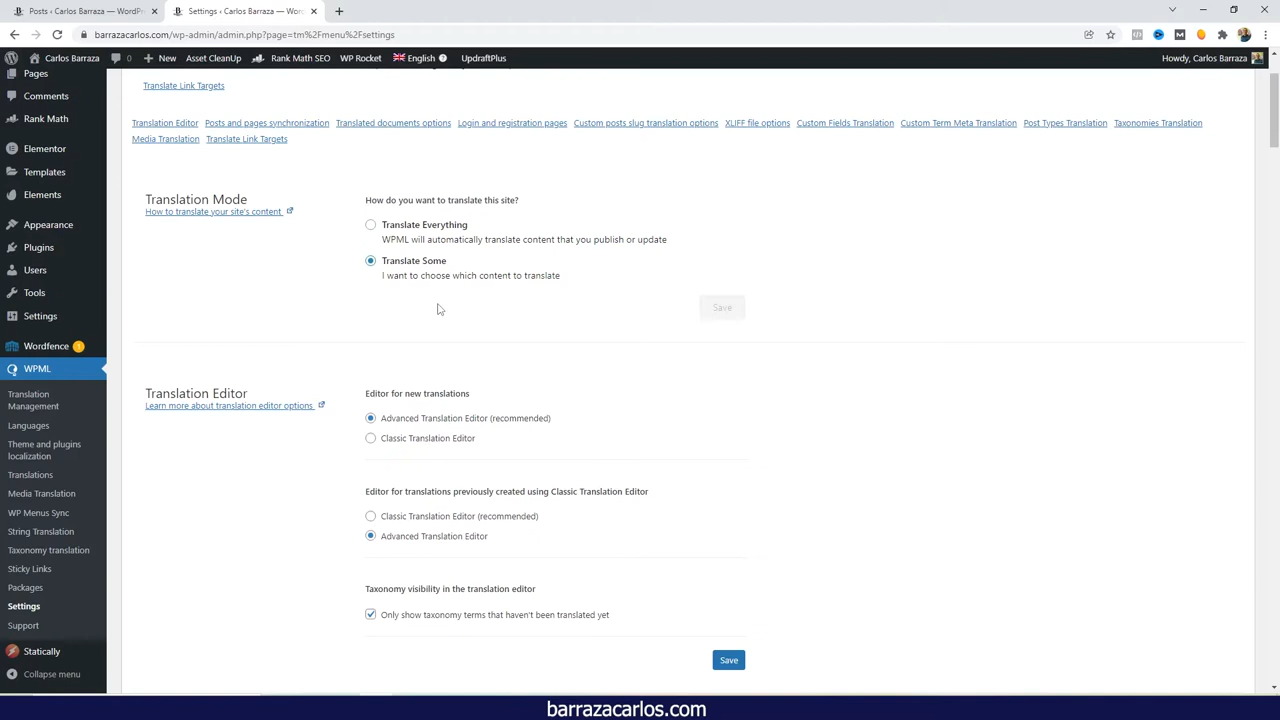 Posts ‹ Carlos Barraza — WordPr
Settings ‹ Carlos Barraza — Wor
barrazacarlos.com/wp-admin/admin.php?page=tm%2Fmenu%2Fsettings
Carlos Barraza 0 New Asset CleanUp Rank Math SEO WP Rocket English UpdraftPlus Howdy, Carlos Barraza
Pages
Comments
Rank Math
Elementor
Templates
Elements
Appearance
Plugins
Users
Tools
Settings
Wordfence 1
WPML
Translation
Management
Languages
Theme and plugins
localization
Translations
Media Translation
WP Menus Sync
String Translation
Taxonomy translation
Sticky Links
Packages
Settings
Support
Statically
Collapse menu
Translate Link Targets
Translation Editor Posts and pages synchronization Translated documents options Login and registration pages Custom posts slug translation options XLIFF file options Custom Fields Translation Custom Term Meta Translation Post Types Translation Taxonomies Translation
Media Translation Translate Link Targets
Translation Mode
How to translate your site's content
How do you want to translate this site?
Translate Everything
WPML will automatically translate content that you publish or update
Translate Some
I want to choose which content to translate
Save
Translation Editor
Learn more about translation editor options
Editor for new translations
Advanced Translation Editor (recommended)
Classic Translation Editor
Editor for translations previously created using Classic Translation Editor
Classic Translation Editor (recommended)
Advanced Translation Editor
Taxonomy visibility in the translation editor
Only show taxonomy terms that haven't been translated yet
Save
barrazacarlos.com